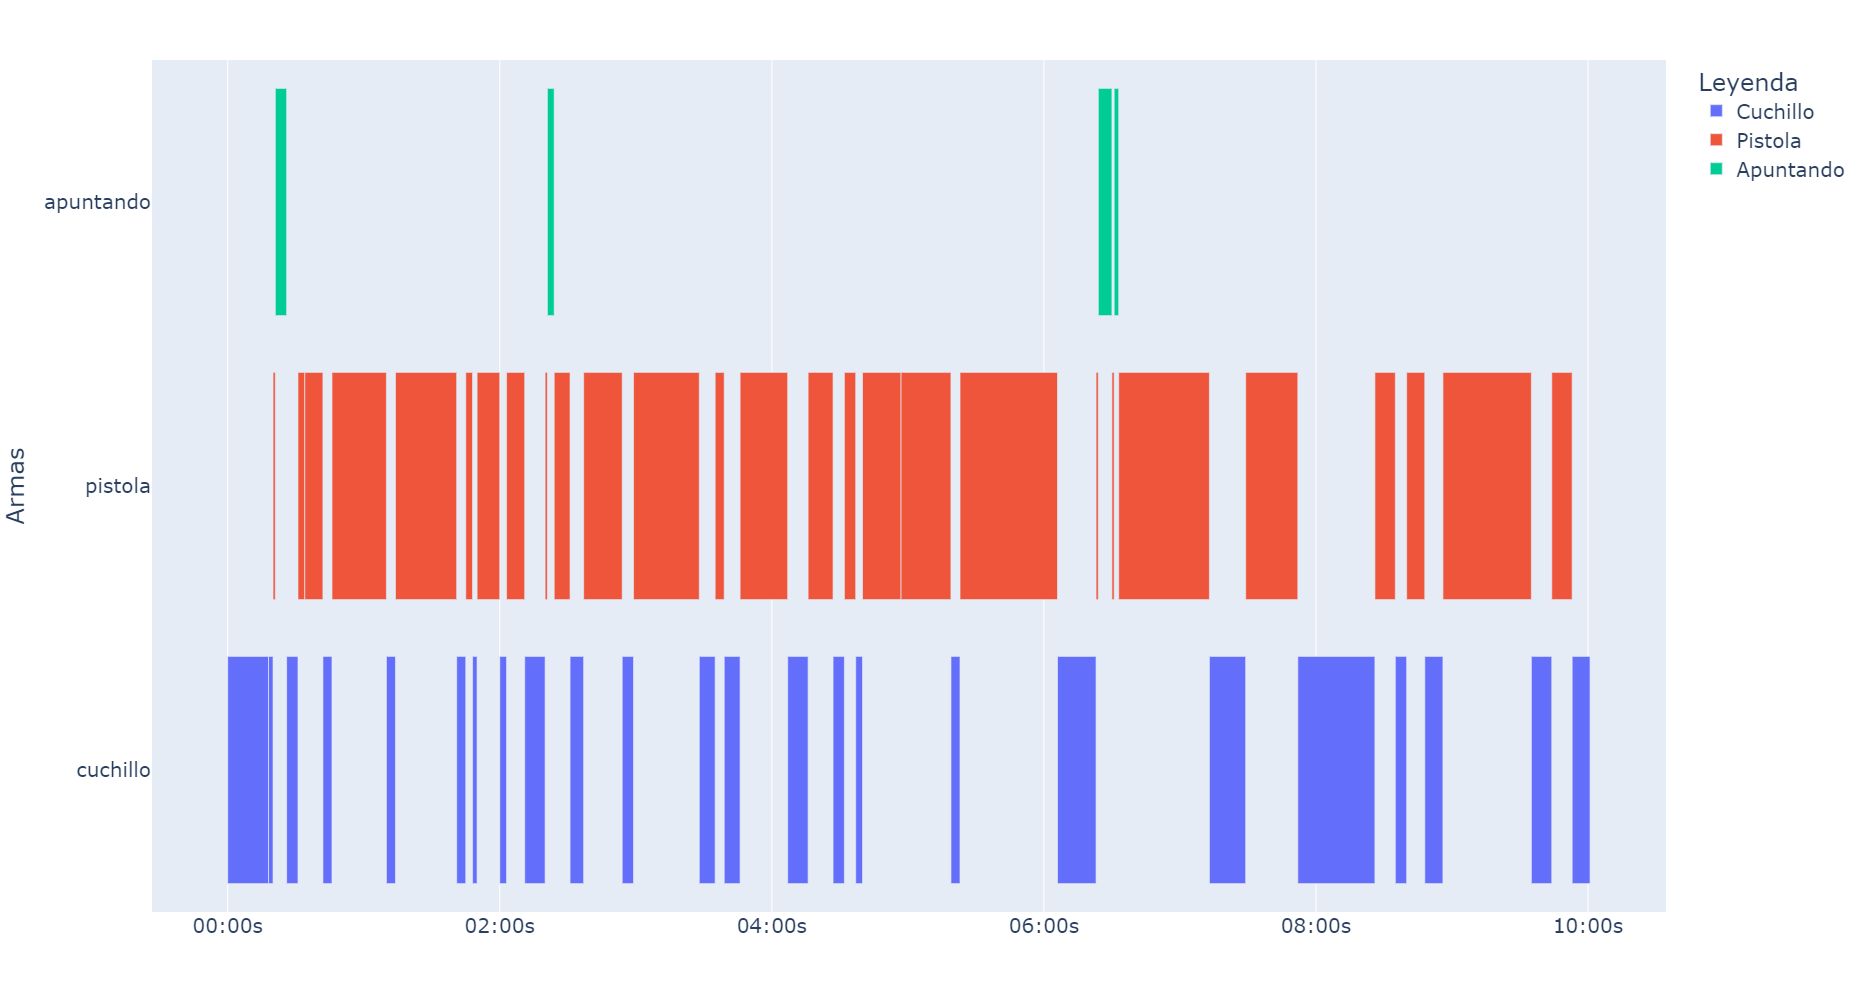 Leyenda
Cuchillo
Pistola
Apuntando
apuntando
pistola
cuchillo
Armas
00:00s 02:00s 04:00s 06:00s 08:00s 10:00s